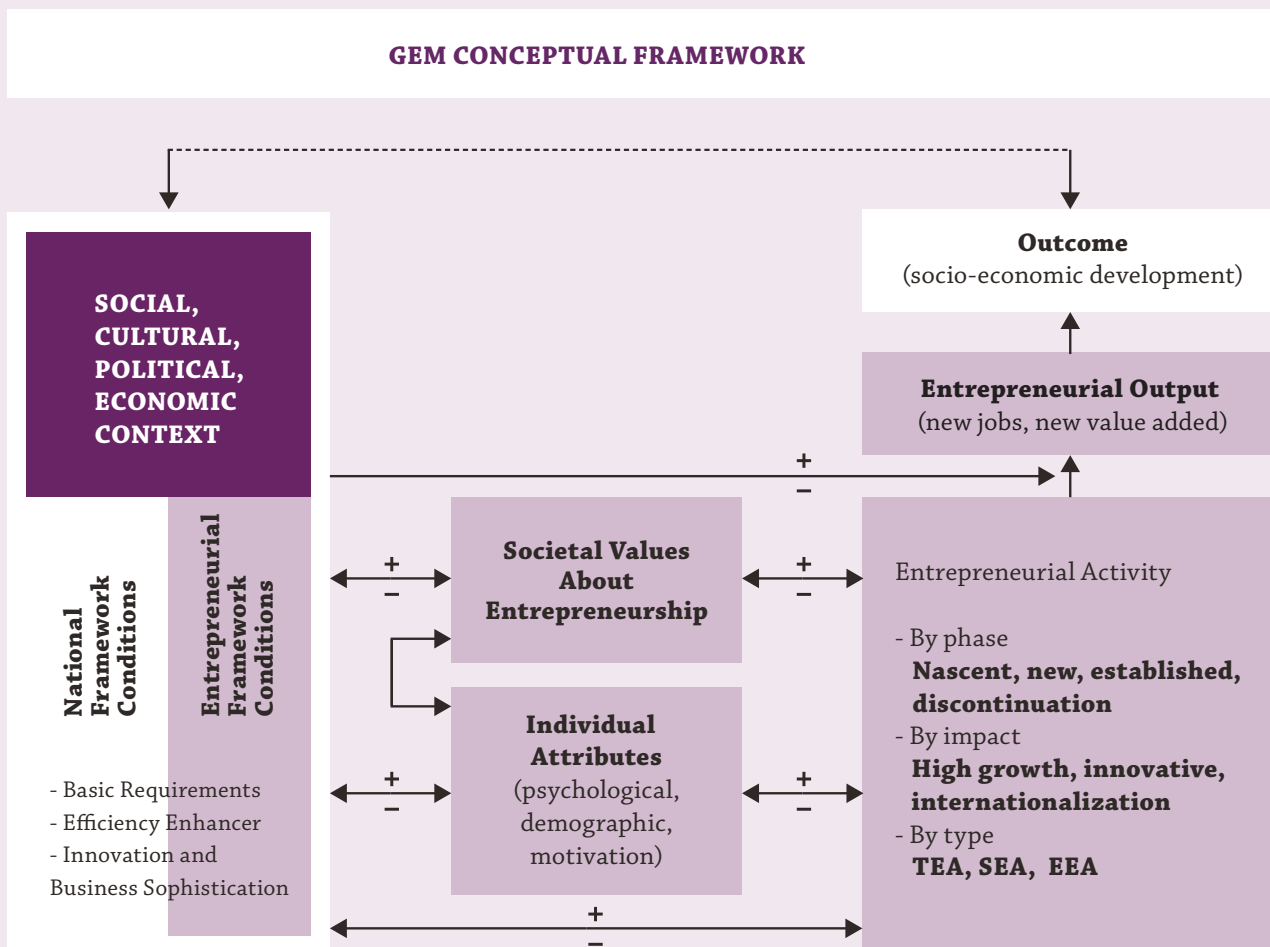 GEM CONCEPTUAL FRAMEWORK
SOCIAL,
CULTURAL,
POLITICAL,
ECONOMIC
CONTEXT
Outcome
(socio-economic development)
Entrepreneurial Output
(new jobs, new value added)
+
−
National
Framework
Conditions
Entrepreneurial
Framework
Conditions
- Basic Requirements
- Efficiency Enhancer
- Innovation and
Business Sophistication
+
−
Societal Values
About
Entrepreneurship
+
−
+
−
Individual
Attributes
(psychological,
demographic,
motivation)
+
−
Entrepreneurial Activity
- By phase
Nascent, new, established,
discontinuation
- By impact
High growth, innovative,
internationalization
- By type
TEA, SEA, EEA
+
−